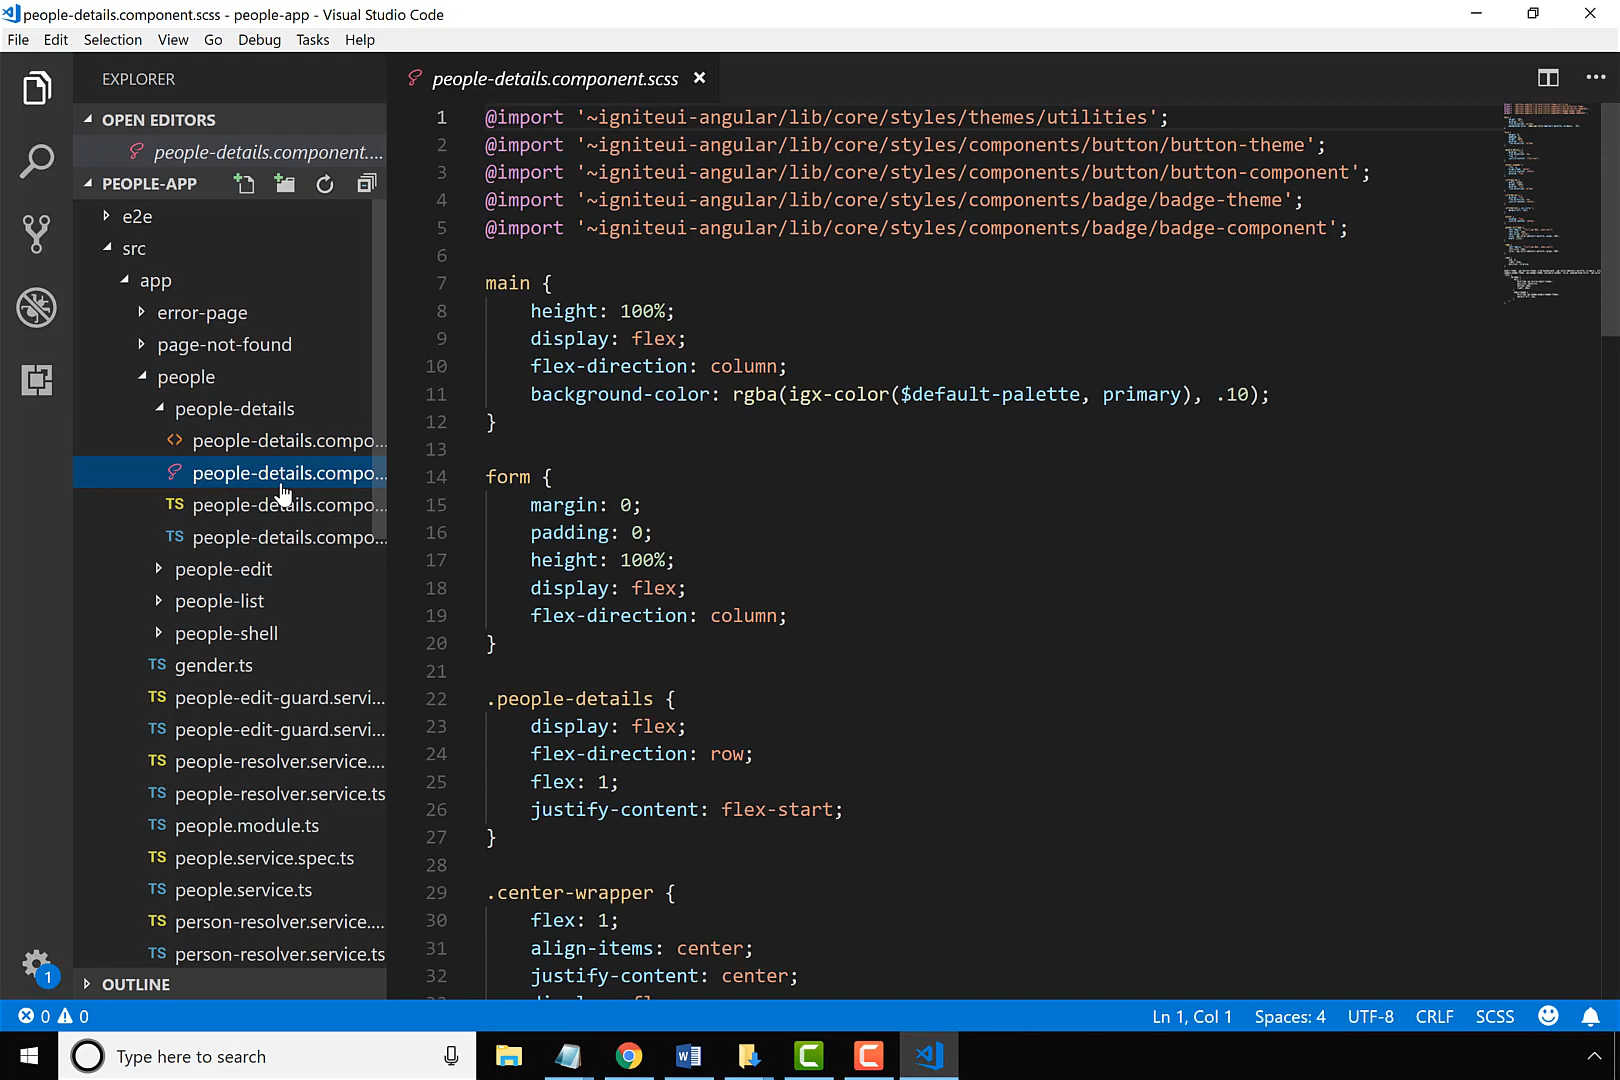 people-details.component.scss - people-app - Visual Studio Code
File Edit Selection View Go Debug Tasks Help
EXPLORER
OPEN EDITORS
people-details.component....
PEOPLE-APP
e2e
src
app
error-page
page-not-found
people
people-details
<> people-details.compo...
people-details.compo...
TS people-details.compo...
TS people-details.compo...
people-edit
people-list
people-shell
TS gender.ts
TS people-edit-guard.servi...
TS people-edit-guard.servi...
TS people-resolver.service....
TS people-resolver.service.ts
TS people.module.ts
TS people.service.spec.ts
TS people.service.ts
TS person-resolver.service....
TS person-resolver.service.ts
OUTLINE
1
people-details.component.scss
1 @import '~igniteui-angular/lib/core/styles/themes/utilities';
2 @import '~igniteui-angular/lib/core/styles/components/button/button-theme';
3 @import '~igniteui-angular/lib/core/styles/components/button/button-component';
4 @import '~igniteui-angular/lib/core/styles/components/badge/badge-theme';
5 @import '~igniteui-angular/lib/core/styles/components/badge/badge-component';
6
7 main {
8 height: 100%;
9 display: flex;
10 flex-direction: column;
11 background-color: rgba(igx-color($default-palette, primary), .10);
12 }
13
14 form {
15 margin: 0;
16 padding: 0;
17 height: 100%;
18 display: flex;
19 flex-direction: column;
20 }
21
22 .people-details {
23 display: flex;
24 flex-direction: row;
25 flex: 1;
26 justify-content: flex-start;
27 }
28
29 .center-wrapper {
30 flex: 1;
31 align-items: center;
32 justify-content: center;
0 0 Ln 1, Col 1 Spaces: 4 UTF-8 CRLF SCSS
Type here to search